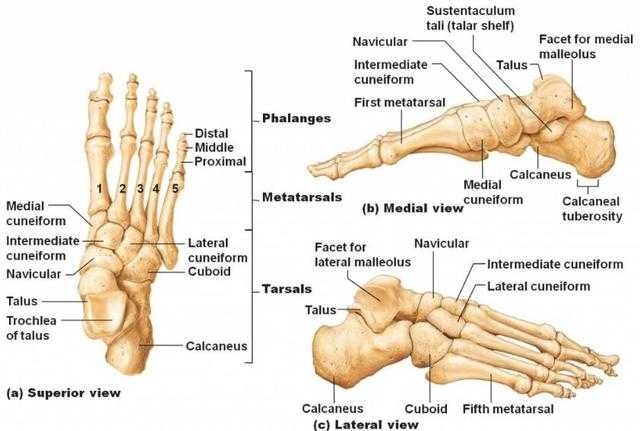 Phalanges
Distal
Middle
Proximal
1 2 3 4 5
Metatarsals
Medial
cuneiform
Intermediate
cuneiform
Navicular
Lateral
cuneiform
Cuboid
Tarsals
Talus
Trochlea
of talus
Calcaneus
(a) Superior view
Sustentaculum
tali (talar shelf)
Navicular
Facet for medial
malleolus
Intermediate
cuneiform
Talus
First metatarsal
Calcaneus
Medial
cuneiform
Calcaneal
tuberosity
(b) Medial view
Facet for
lateral malleolus
Navicular
Intermediate cuneiform
Lateral cuneiform
Talus
Calcaneus
Cuboid
Fifth metatarsal
(c) Lateral view